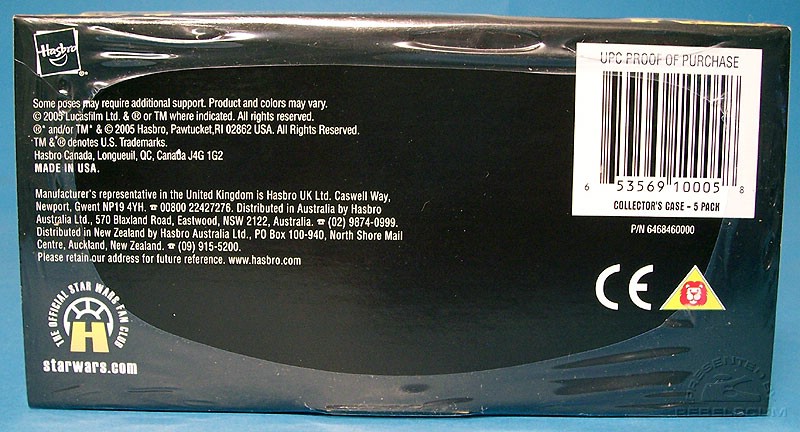 Hasbro
®.
Some poses may require additional support. Product and colors may vary.
© 2005 Lucasfilm Ltd. & ® or TM where indicated. All rights reserved.
®* and/or TM* & © 2005 Hasbro, Pawtucket,RI 02862 USA. All Rights Reserved.
TM & ® denotes U.S. Trademarks.
Hasbro Canada, Longueuil, QC, Canada J4G 1G2
MADE IN USA.
Manufacturer's representative in the United Kingdom is Hasbro UK Ltd. Caswell Way,
Newport, Gwent NP19 4YH. ☎ 00800 22427276. Distributed in Australia by Hasbro
Australia Ltd., 570 Blaxland Road, Eastwood, NSW 2122, Australia. ☎ (02) 9874-0999.
Distributed in New Zealand by Hasbro Australia Ltd., PO Box 100-940, North Shore Mail
Centre, Auckland, New Zealand. ☎ (09) 915-5200.
Please retain our address for future reference. www.hasbro.com
THE OFFICIAL STAR WARS FAN CLUB
H
starwars.com
UPC PROOF OF PURCHASE
6 53569 10005 8
COLLECTOR'S CASE – 5 PACK
P/N 6468460000
CE
PRESENTED BY
REBELSCUM